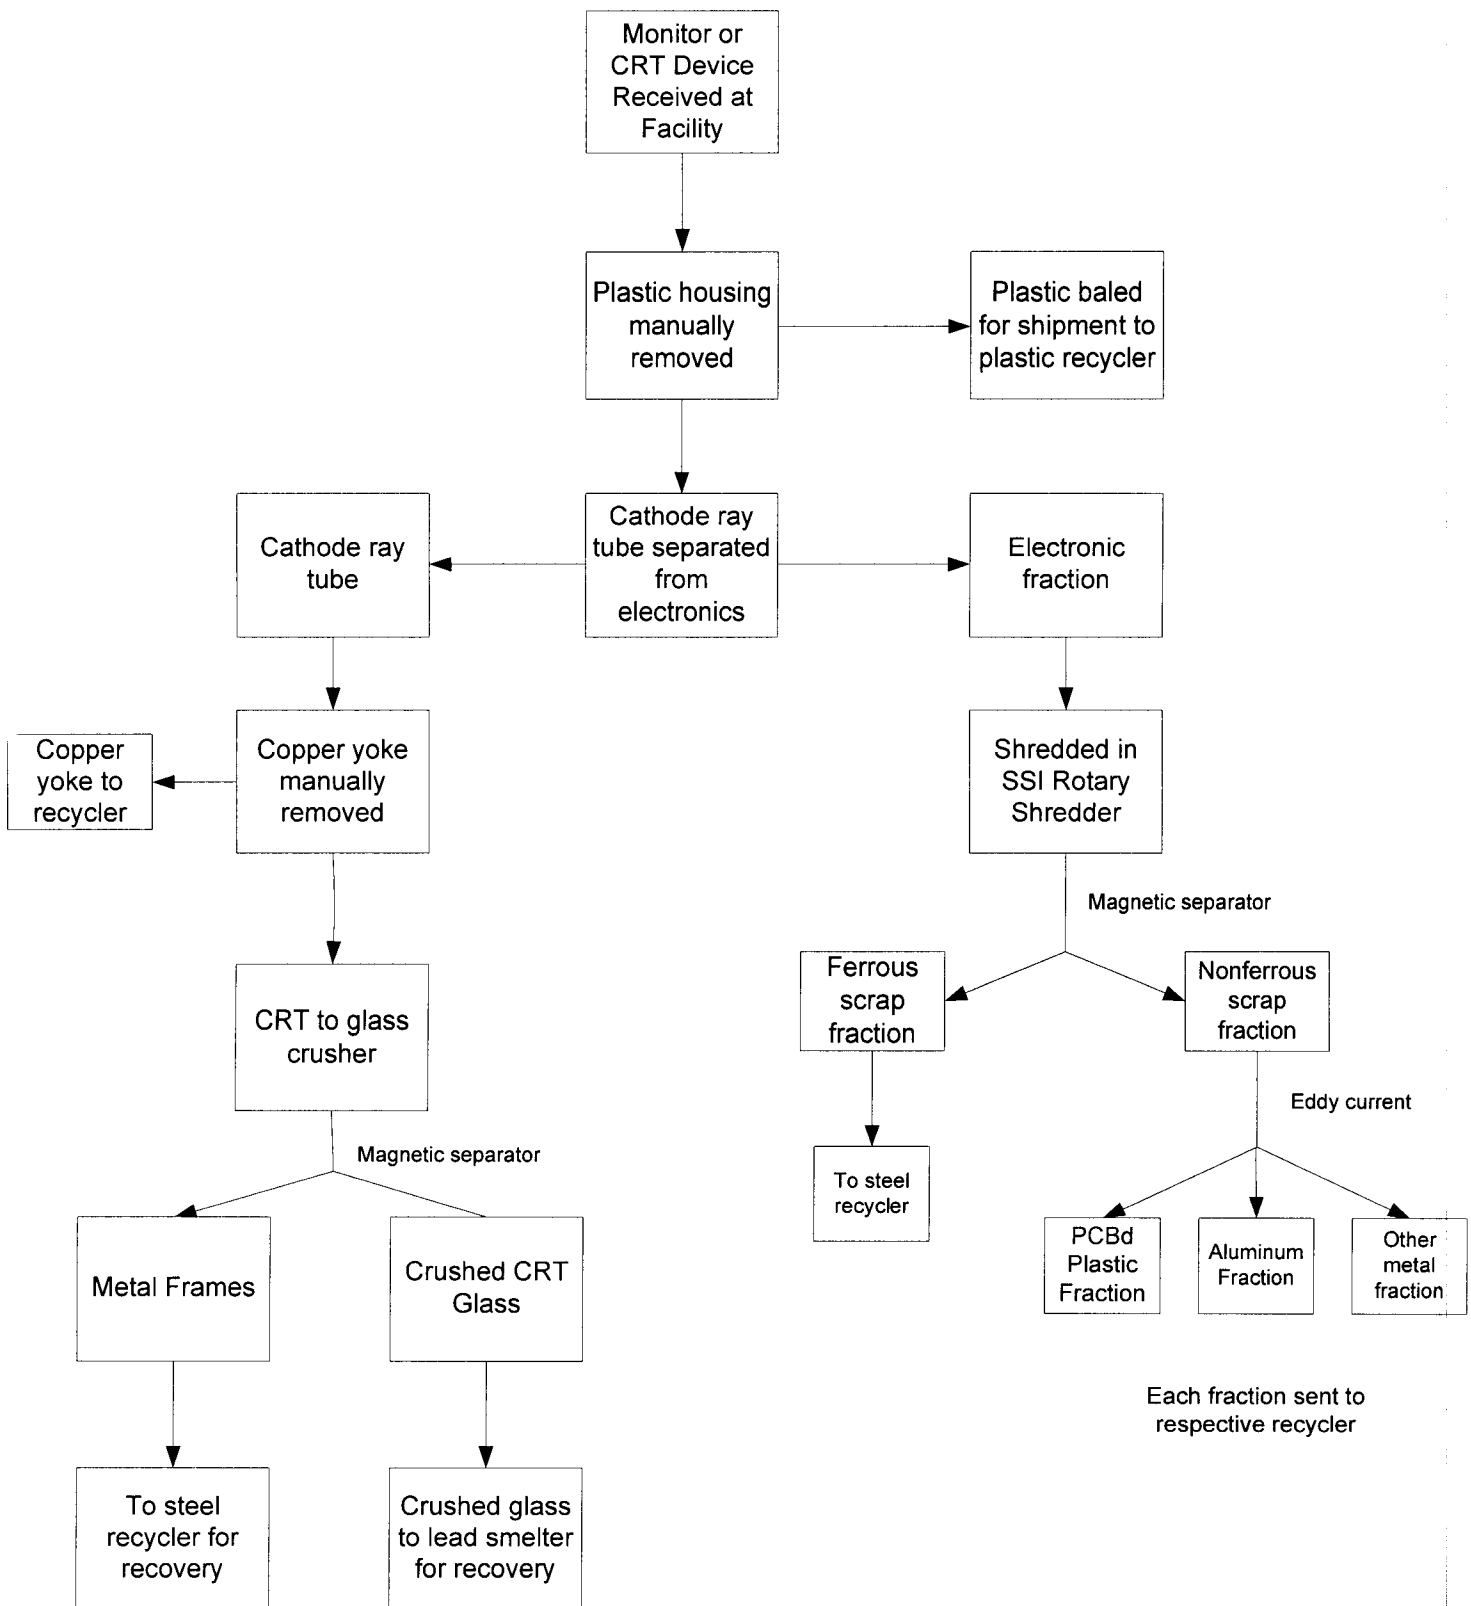 Monitor or
CRT Device
Received at
Facility
Plastic housing
manually
removed
Plastic baled
for shipment to
plastic recycler
Cathode ray
tube
Cathode ray
tube separated
from
electronics
Electronic
fraction
Copper
yoke to
recycler
Copper yoke
manually
removed
Shredded in
SSI Rotary
Shredder
Magnetic separator
Ferrous
scrap
fraction
Nonferrous
scrap
fraction
CRT to glass
crusher
Eddy current
Magnetic separator
To steel
recycler
Metal Frames
Crushed CRT
Glass
PCBd
Plastic
Fraction
Aluminum
Fraction
Other
metal
fraction
Each fraction sent to
respective recycler
To steel
recycler for
recovery
Crushed glass
to lead smelter
for recovery